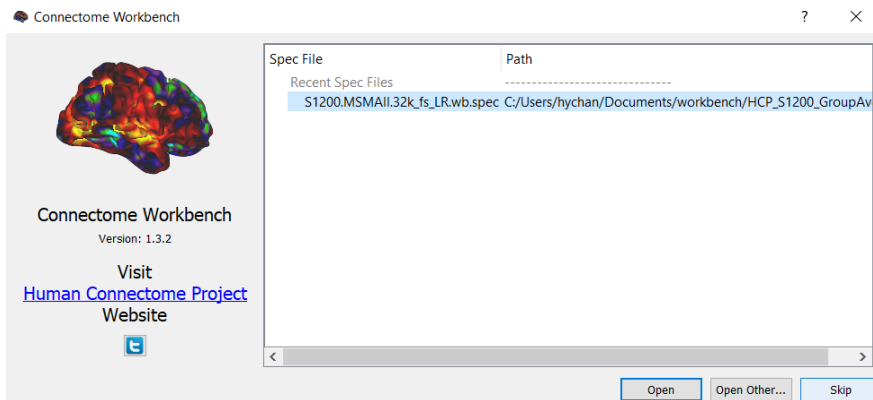 Connectome Workbench ? ×
Spec File Path
Recent Spec Files ------------------------------
S1200.MSMAll.32k_fs_LR.wb.spec C:/Users/hychan/Documents/workbench/HCP_S1200_GroupAv
Connectome Workbench
Version: 1.3.2
Visit
Human Connectome Project
Website
Open Open Other... Skip